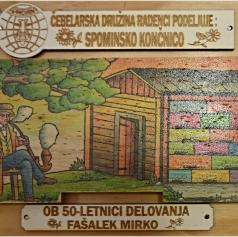 ČEBELARSKA DRUŽINA RADENCI PODELJUJE :
SPOMINSKO KONČNICO
OB 50-LETNICI DELOVANJA
FAŠALEK MIRKO